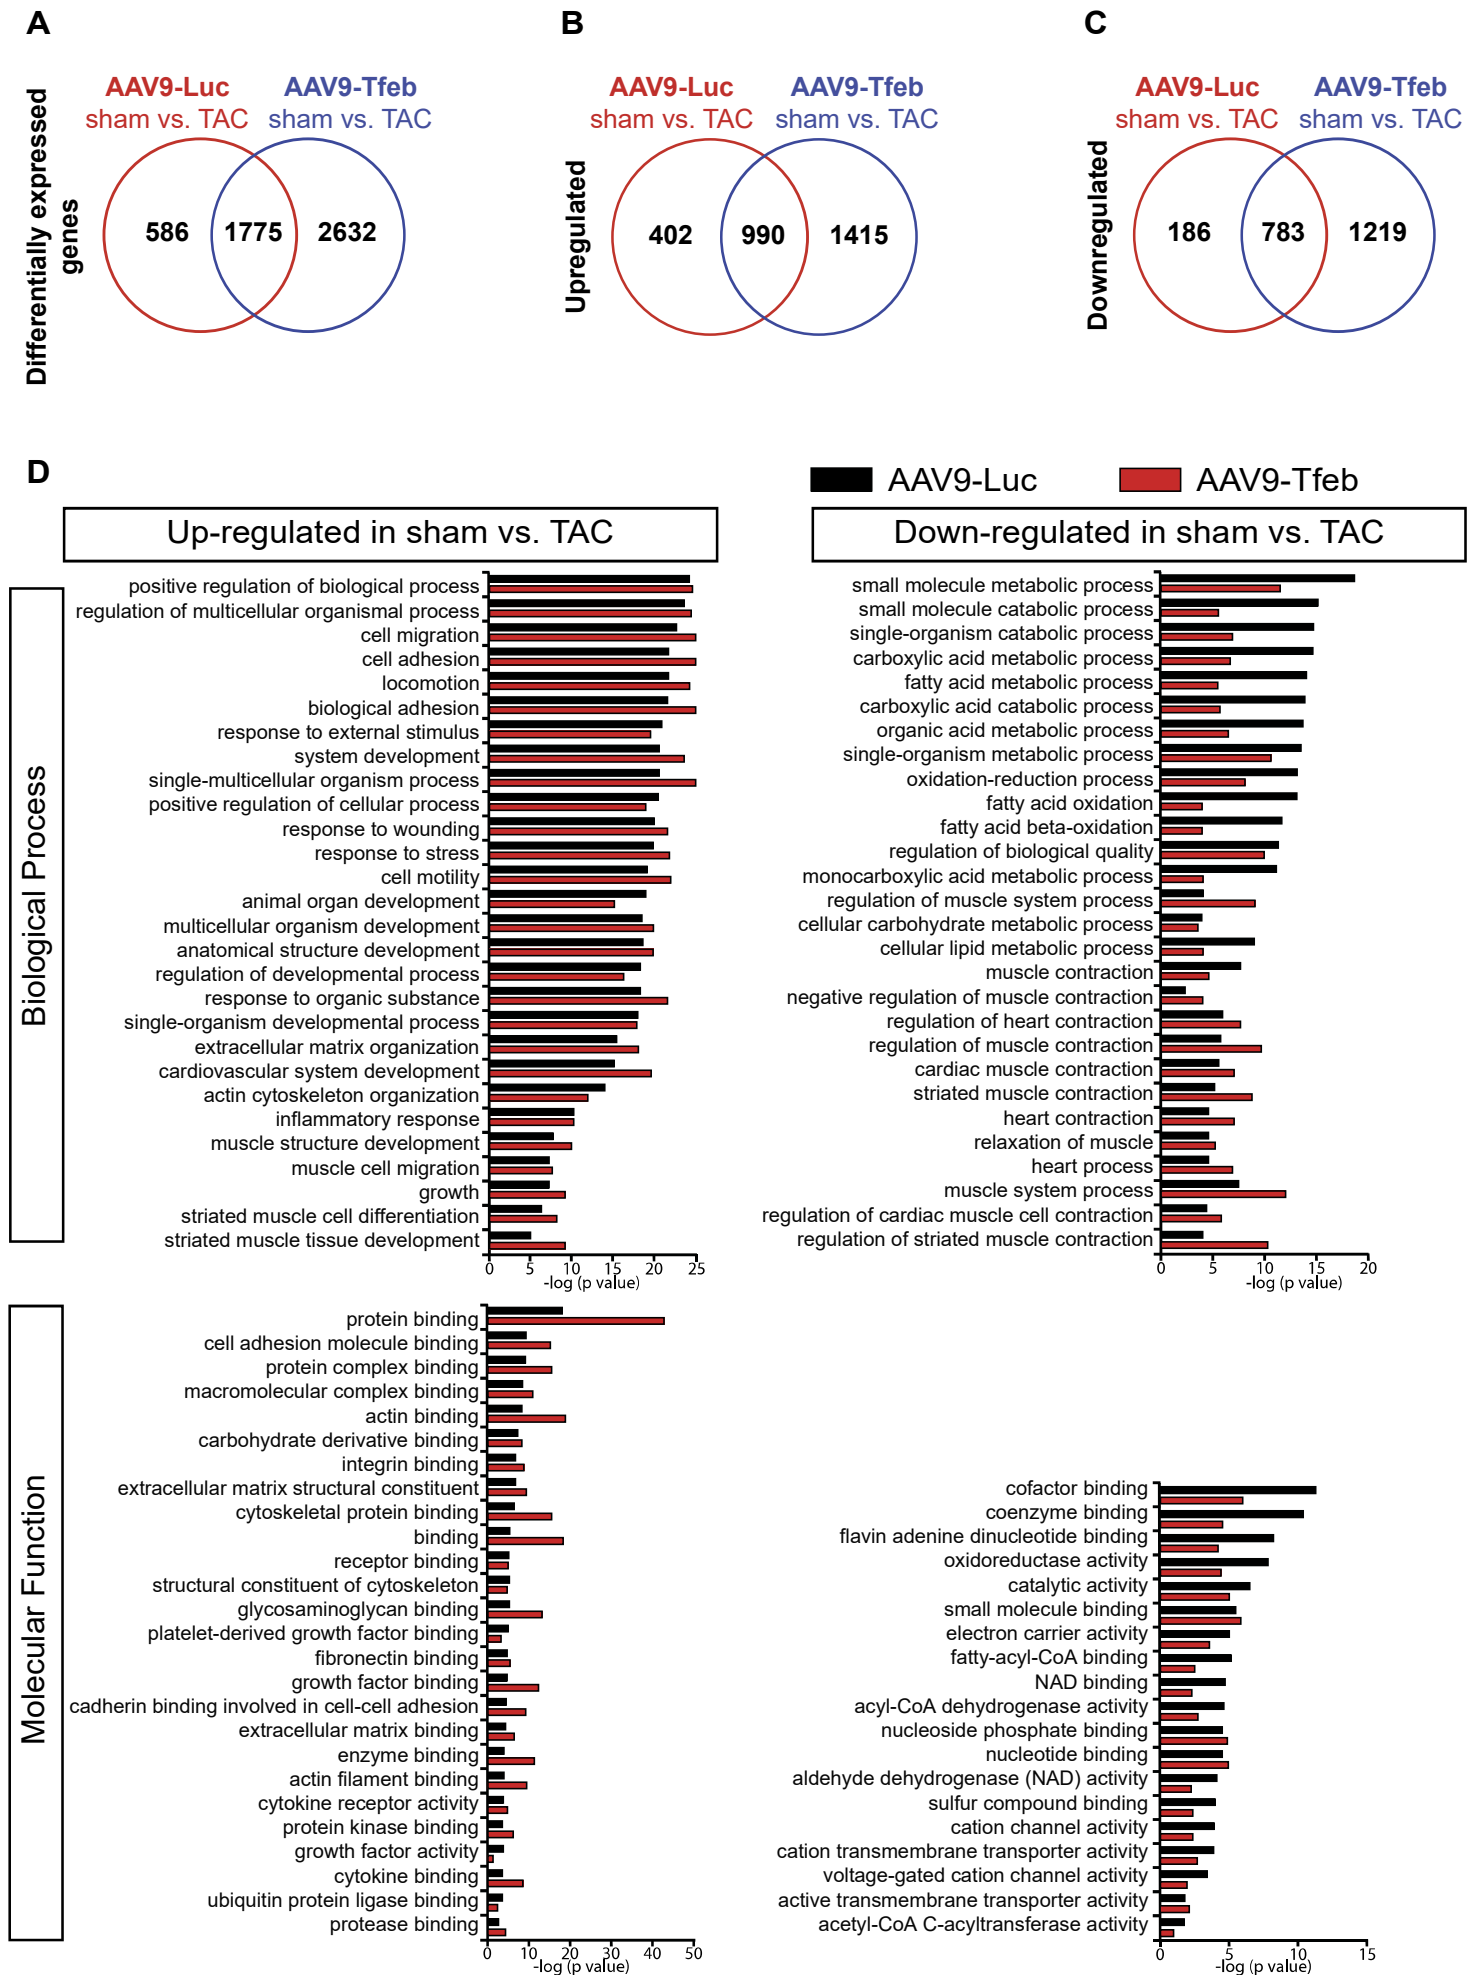 A
B
C
AAV9-Luc
AAV9-Tfeb
sham vs. TAC
sham vs. TAC
Differentially expressed
genes
586
1775
2632
AAV9-Luc
AAV9-Tfeb
sham vs. TAC
sham vs. TAC
Upregulated
402
990
1415
AAV9-Luc
AAV9-Tfeb
sham vs. TAC
sham vs. TAC
Downregulated
186
783
1219
D
AAV9-Luc
AAV9-Tfeb
Up-regulated in sham vs. TAC
Down-regulated in sham vs. TAC
Biological Process
positive regulation of biological process
regulation of multicellular organismal process
cell migration
cell adhesion
locomotion
biological adhesion
response to external stimulus
system development
single-multicellular organism process
positive regulation of cellular process
response to wounding
response to stress
cell motility
animal organ development
multicellular organism development
anatomical structure development
regulation of developmental process
response to organic substance
single-organism developmental process
extracellular matrix organization
cardiovascular system development
actin cytoskeleton organization
inflammatory response
muscle structure development
muscle cell migration
growth
striated muscle cell differentiation
striated muscle tissue development
0 5 10 15 20 25
-log (p value)
small molecule metabolic process
small molecule catabolic process
single-organism catabolic process
carboxylic acid metabolic process
fatty acid metabolic process
carboxylic acid catabolic process
organic acid metabolic process
single-organism metabolic process
oxidation-reduction process
fatty acid oxidation
fatty acid beta-oxidation
regulation of biological quality
monocarboxylic acid metabolic process
regulation of muscle system process
cellular carbohydrate metabolic process
cellular lipid metabolic process
muscle contraction
negative regulation of muscle contraction
regulation of heart contraction
regulation of muscle contraction
cardiac muscle contraction
striated muscle contraction
heart contraction
relaxation of muscle
heart process
muscle system process
regulation of cardiac muscle cell contraction
regulation of striated muscle contraction
0 5 10 15 20
-log (p value)
Molecular Function
protein binding
cell adhesion molecule binding
protein complex binding
macromolecular complex binding
actin binding
carbohydrate derivative binding
integrin binding
extracellular matrix structural constituent
cytoskeletal protein binding
binding
receptor binding
structural constituent of cytoskeleton
glycosaminoglycan binding
platelet-derived growth factor binding
fibronectin binding
growth factor binding
cadherin binding involved in cell-cell adhesion
extracellular matrix binding
enzyme binding
actin filament binding
cytokine receptor activity
protein kinase binding
growth factor activity
cytokine binding
ubiquitin protein ligase binding
protease binding
0 10 20 30 40 50
-log (p value)
cofactor binding
coenzyme binding
flavin adenine dinucleotide binding
oxidoreductase activity
catalytic activity
small molecule binding
electron carrier activity
fatty-acyl-CoA binding
NAD binding
acyl-CoA dehydrogenase activity
nucleoside phosphate binding
nucleotide binding
aldehyde dehydrogenase (NAD) activity
sulfur compound binding
cation channel activity
cation transmembrane transporter activity
voltage-gated cation channel activity
active transmembrane transporter activity
acetyl-CoA C-acyltransferase activity
0 5 10 15
-log (p value)